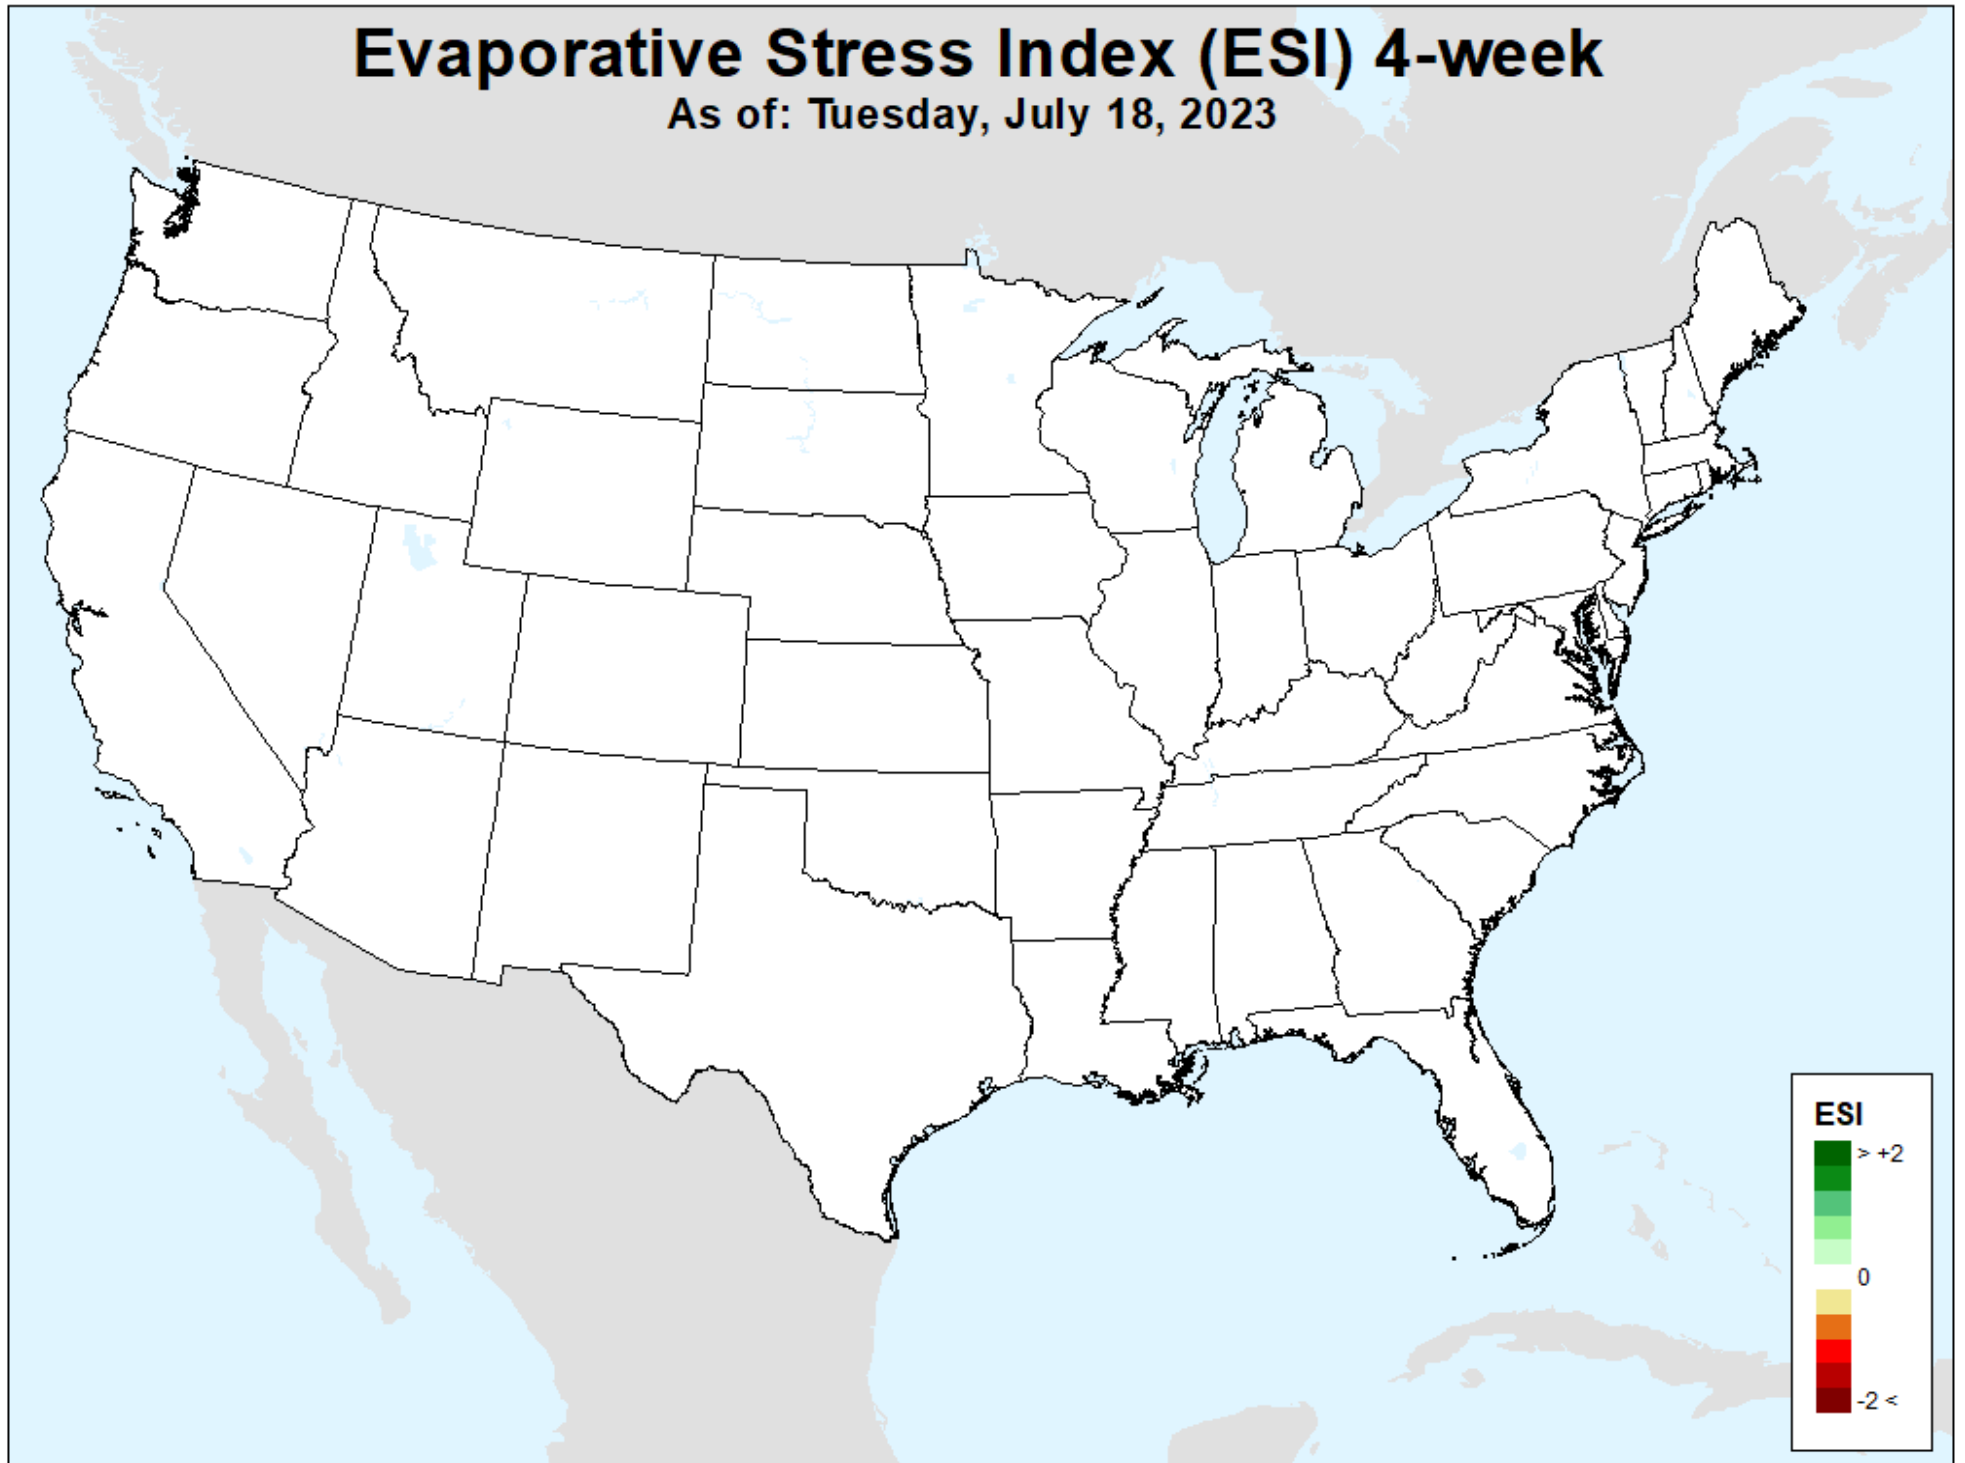 Evaporative Stress Index (ESI) 4-week
As of: Tuesday, July 18, 2023
ESI
> +2
0
-2 <